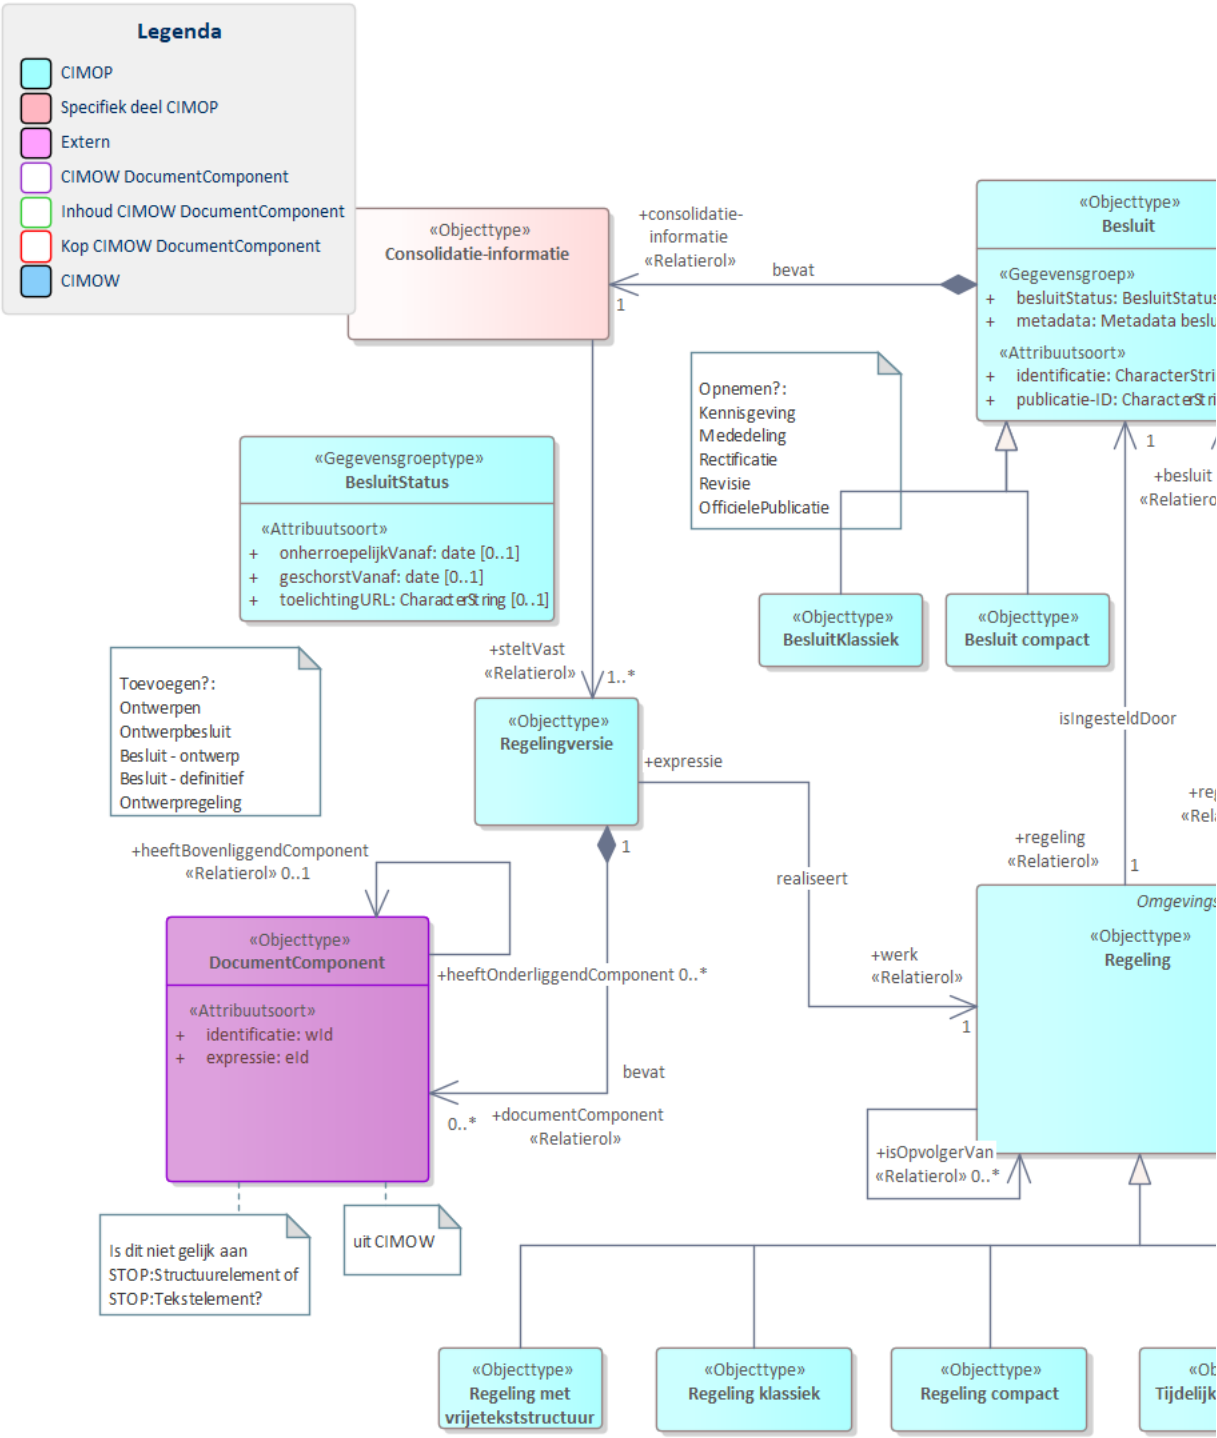 Legenda
CIMOP
Specifiek deel CIMOP
Extern
CIMOW DocumentComponent
Inhoud CIMOW DocumentComponent
Kop CIMOW DocumentComponent
CIMOW
«Objecttype»
Consolidatie-informatie
+consolidatie-
informatie
«Relatierol»
bevat
1
«Objecttype»
Besluit
«Gegevensgroep»
+ besluitStatus: BesluitStatus
+ metadata: Metadata beslu
«Attribuutsoort»
+ identificatie: CharacterStri
+ publicatie-ID: CharacterStri
Opnemen?:
Kennisgeving
Mededeling
Rectificatie
Revisie
OfficielePublicatie
1
+besluit
«Relatiero
«Gegevensgroeptype»
BesluitStatus
«Attribuutsoort»
+ onherroepelijkVanaf: date [0..1]
+ geschorstVanaf: date [0..1]
+ toelichtingURL: CharacterString [0..1]
«Objecttype»
BesluitKlassiek
«Objecttype»
Besluit compact
Toevoegen?:
Ontwerpen
Ontwerpbesluit
Besluit - ontwerp
Besluit - definitief
Ontwerpregeling
+steltVast
«Relatierol»
1..*
«Objecttype»
Regelingversie
isIngesteldDoor
+expressie
+reg
«Rela
+regeling
«Relatierol»
1
1
+heeftBovenliggendComponent
«Relatierol» 0..1
realiseert
«Objecttype»
DocumentComponent
«Attribuutsoort»
+ identificatie: wId
+ expressie: eId
+heeftOnderliggendComponent 0..*
+werk
«Relatierol»
1
Omgevings
«Objecttype»
Regeling
bevat
0..*
+documentComponent
«Relatierol»
+isOpvolgerVan
«Relatierol» 0..*
Is dit niet gelijk aan
STOP:Structuurelement of
STOP:Tekstelement?
uit CIMOW
«Objecttype»
Regeling met
vrijetekststructuur
«Objecttype»
Regeling klassiek
«Objecttype»
Regeling compact
«Ob
Tijdelijk